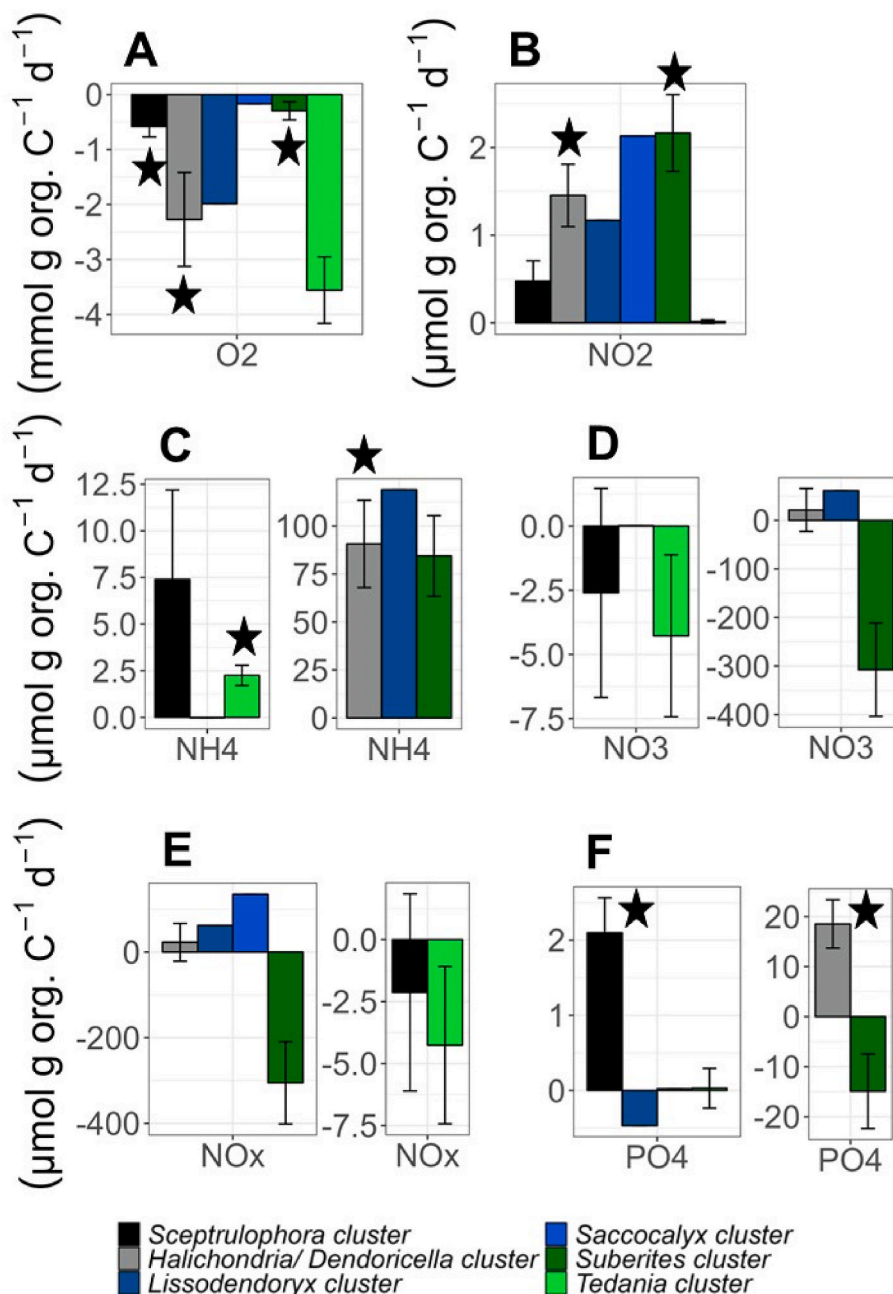 A
B
(mmol g org. C⁻¹ d⁻¹)
0
-1
-2
-3
-4
O2
(µmol g org. C⁻¹ d⁻¹)
2
1
0
NO2
C
D
(µmol g org. C⁻¹ d⁻¹)
12.5
10.0
7.5
5.0
2.5
0.0
NH4
100
75
50
25
0
NH4
0.0
-2.5
-5.0
-7.5
NO3
0
-100
-200
-300
-400
NO3
E
F
(µmol g org. C⁻¹ d⁻¹)
0
-200
-400
NOx
0.0
-2.5
-5.0
-7.5
NOx
2
1
0
PO4
20
10
0
-10
-20
PO4
Sceptrulophora cluster
Halichondria/ Dendoricella cluster
Lissodendoryx cluster
Saccocalyx cluster
Suberites cluster
Tedania cluster